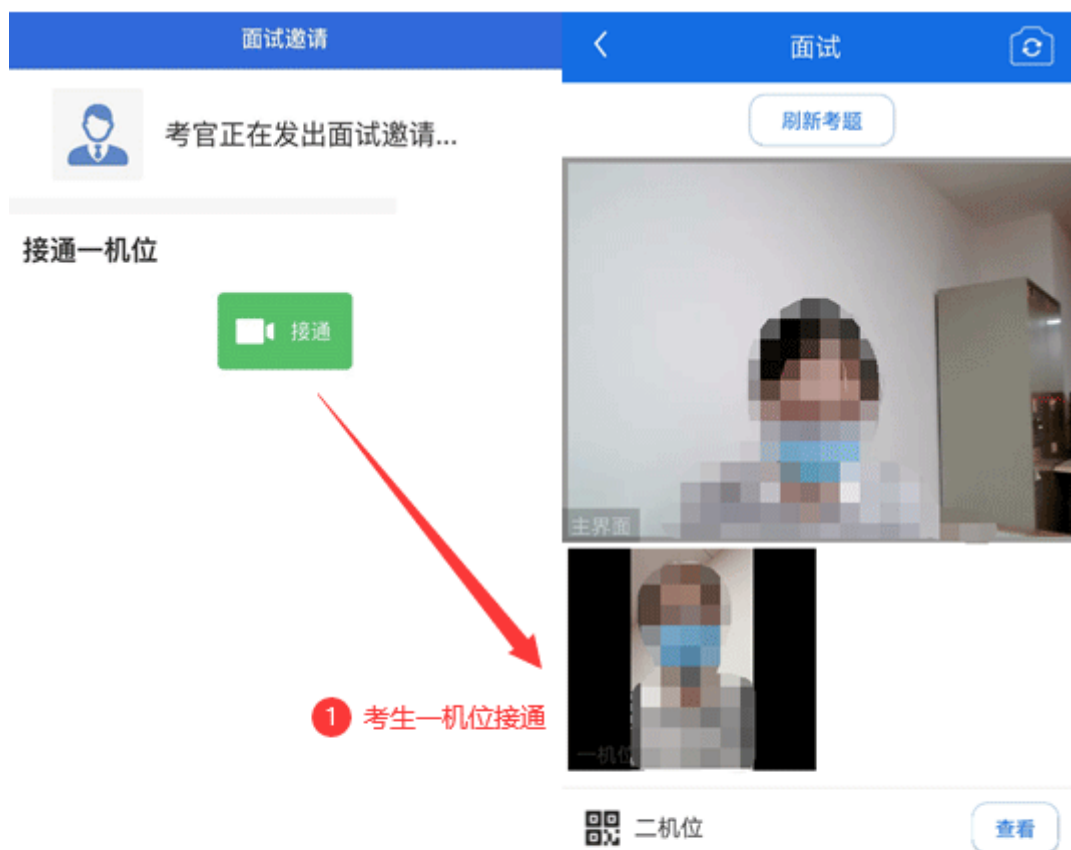 面试邀请
考官正在发出面试邀请...
接通一机位
接通
1 考生一机位接通
面试
刷新考题
主界面
一机位
二机位
查看